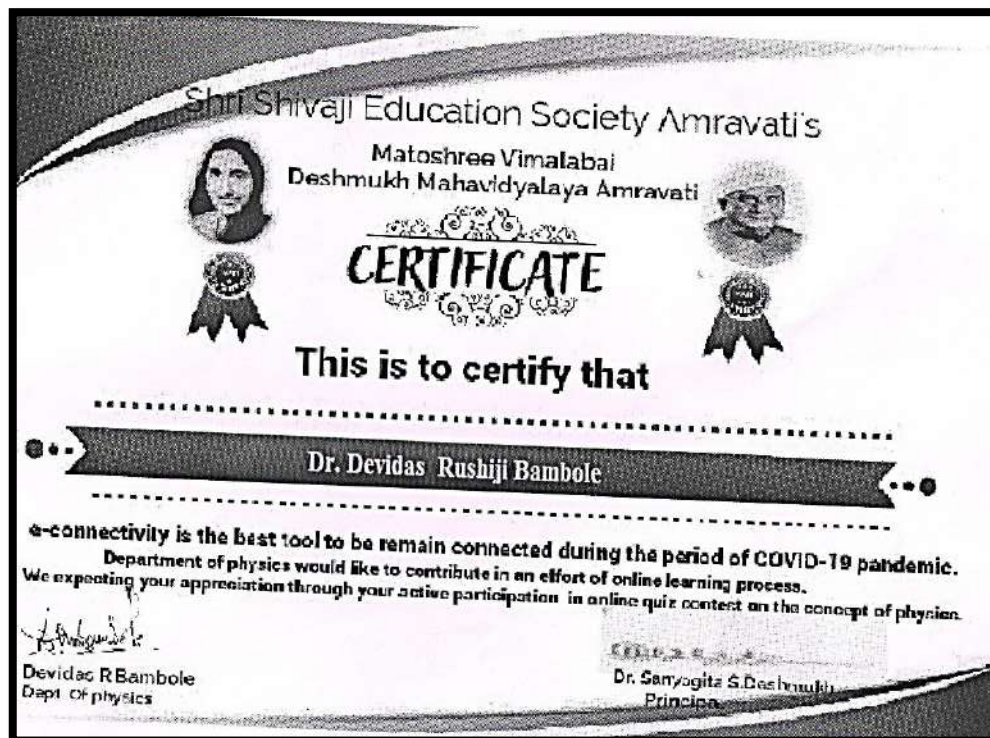 Shri Shivaji Education Society Amravati's
Matoshree Vimalabai
Deshmukh Mahavidyalaya Amravati
CERTIFICATE
This is to certify that
Dr. Devidas Rushiji Bambole
e-connectivity is the best tool to be remain connected during the period of COVID-19 pandemic.
Department of physics would like to contribute in an effort of online learning process.
We expecting your appreciation through your active participation in online quiz contest on the concept of physics.
Devidas R Bambole
Dept. Of physics
Dr. Sanyogita S.Deshmukh
Principa